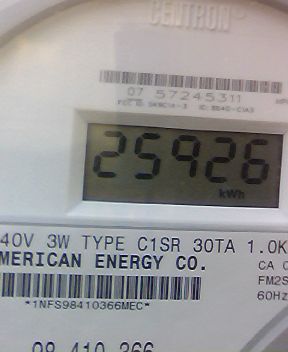 CENTRON
07 57245311
25926
kWh
40V 3W TYPE C1SR 30TA 1.0K
MERICAN ENERGY CO.
CA
FM2S
60Hz
*1NFS98410366MEC*
98 410 366